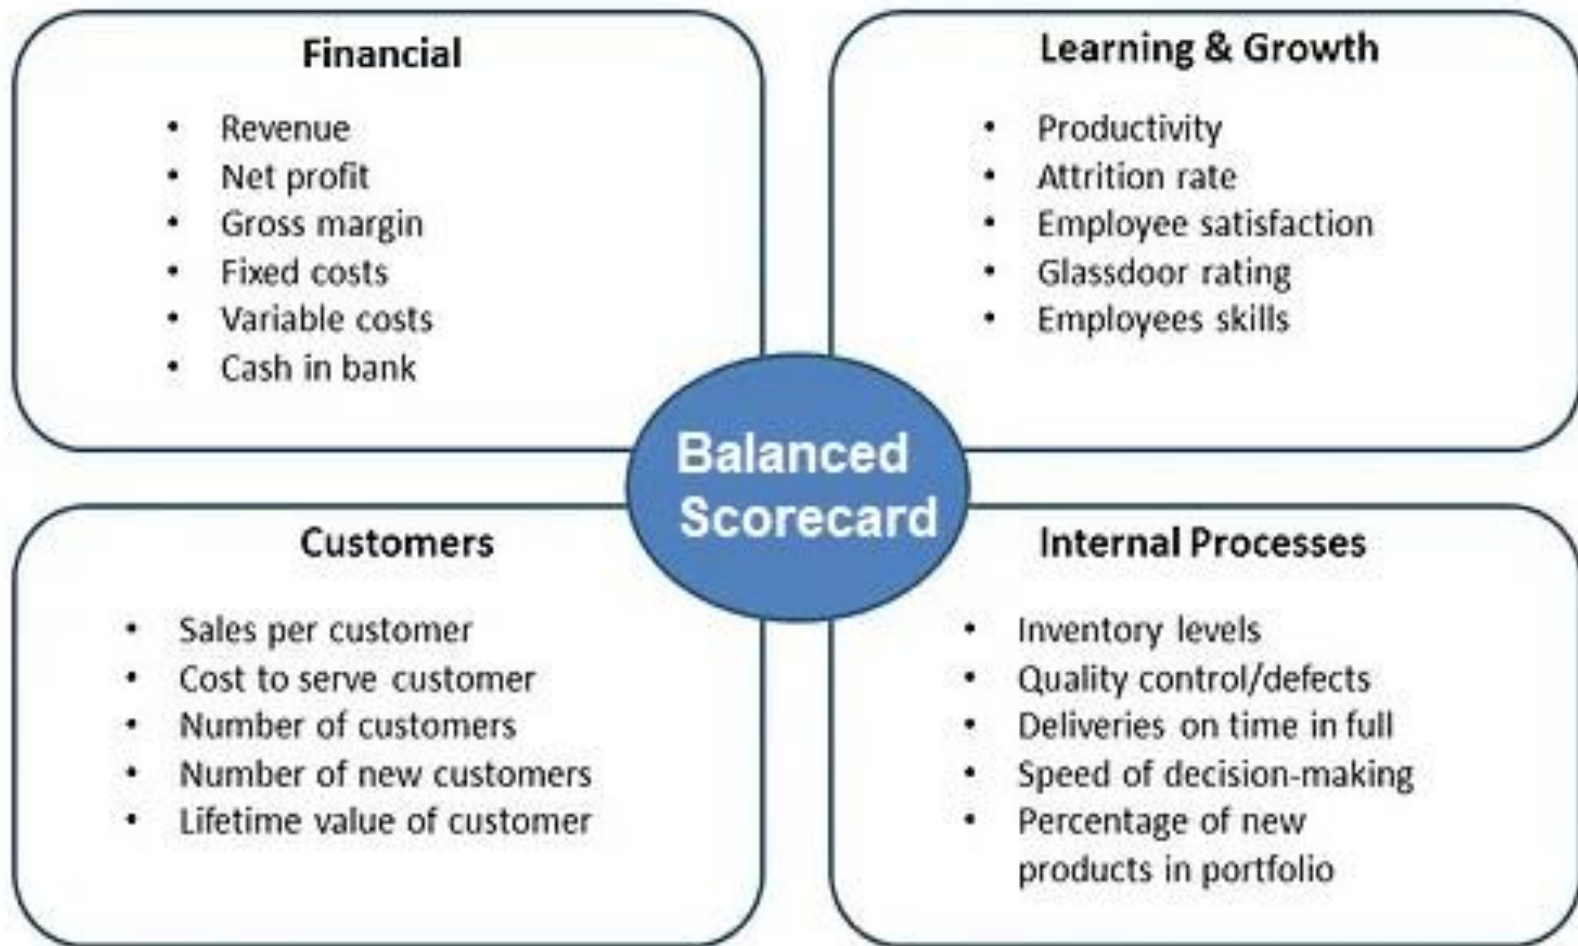 Financial
• Revenue
• Net profit
• Gross margin
• Fixed costs
• Variable costs
• Cash in bank
Learning & Growth
• Productivity
• Attrition rate
• Employee satisfaction
• Glassdoor rating
• Employees skills
Balanced
Scorecard
Customers
• Sales per customer
• Cost to serve customer
• Number of customers
• Number of new customers
• Lifetime value of customer
Internal Processes
• Inventory levels
• Quality control/defects
• Deliveries on time in full
• Speed of decision-making
• Percentage of new
products in portfolio